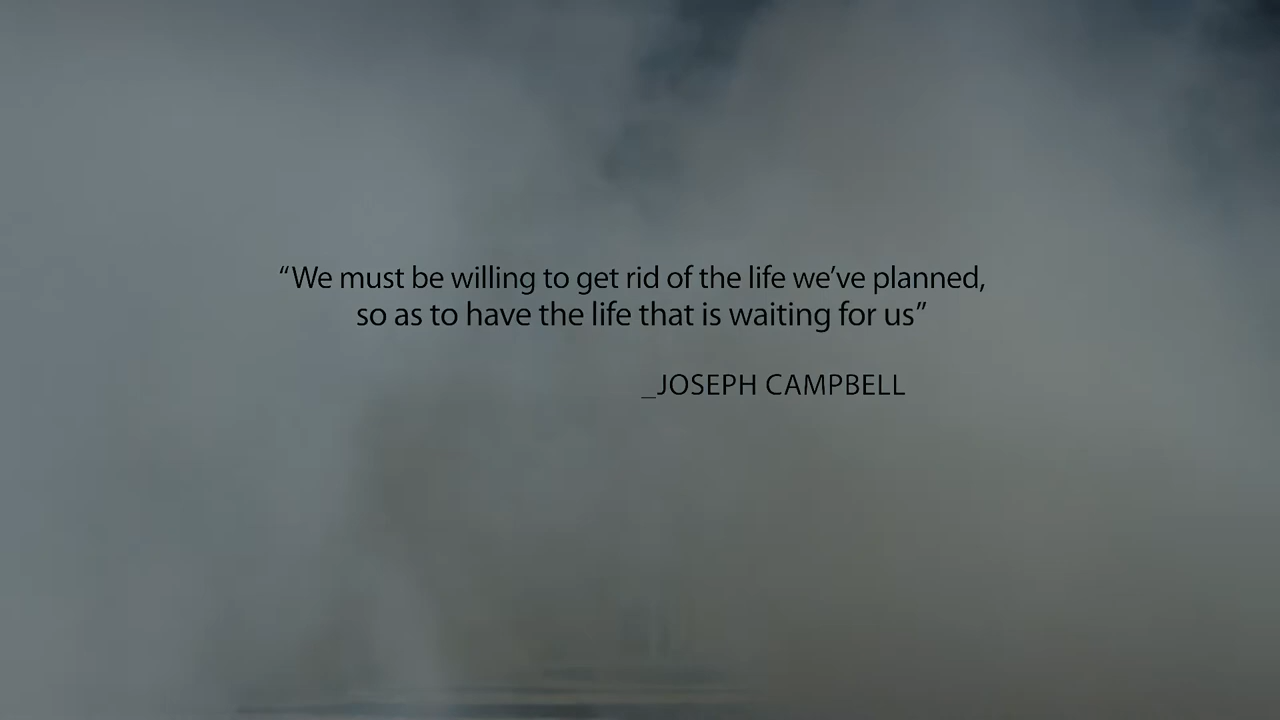 “We must be willing to get rid of the life we’ve planned,
so as to have the life that is waiting for us”
_JOSEPH CAMPBELL